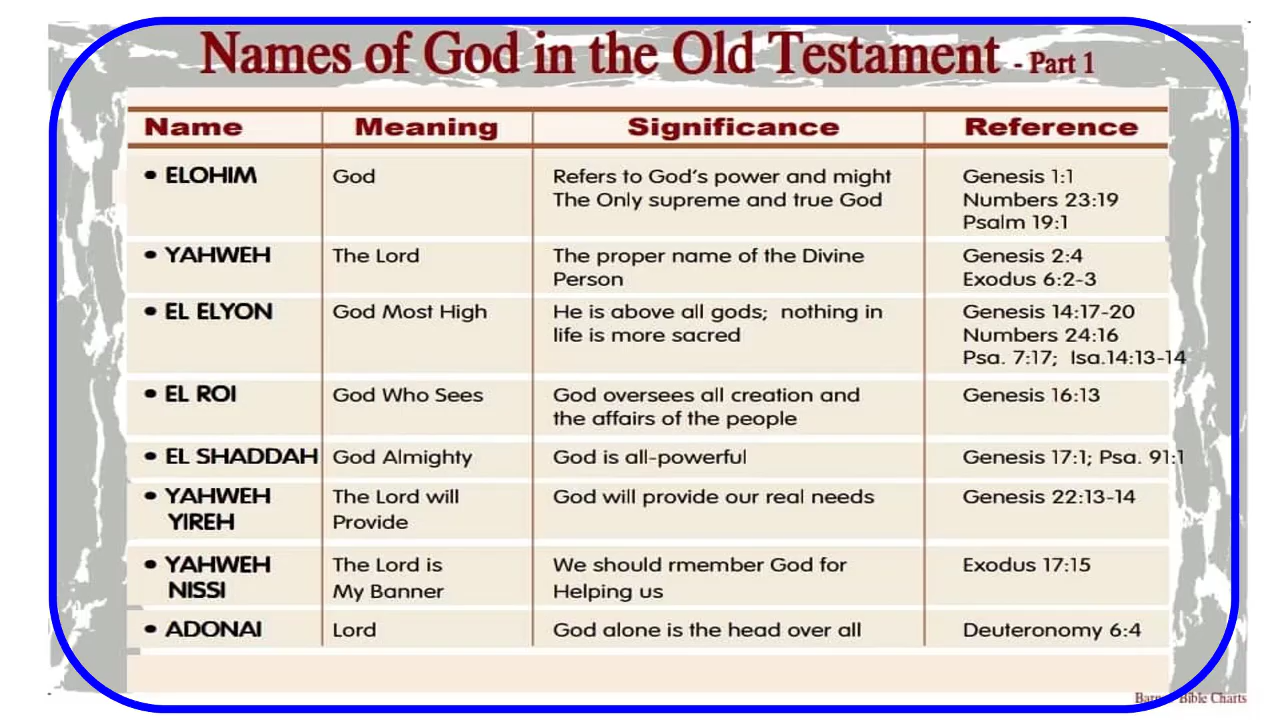 Names of God in the Old Testament - Part 1
Name Meaning Significance Reference
• ELOHIM God Refers to God's power and might Genesis 1:1
The Only supreme and true God Numbers 23:19
Psalm 19:1
• YAHWEH The Lord The proper name of the Divine Genesis 2:4
Person Exodus 6:2-3
• EL ELYON God Most High He is above all gods; nothing in Genesis 14:17-20
life is more sacred Numbers 24:16
Psa. 7:17; Isa.14:13-14
• EL ROI God Who Sees God oversees all creation and Genesis 16:13
the affairs of the people
• EL SHADDAH God Almighty God is all-powerful Genesis 17:1; Psa. 91:1
• YAHWEH The Lord will God will provide our real needs Genesis 22:13-14
YIREH Provide
• YAHWEH The Lord is We should rmember God for Exodus 17:15
NISSI My Banner Helping us
• ADONAI Lord God alone is the head over all Deuteronomy 6:4
Bible Charts